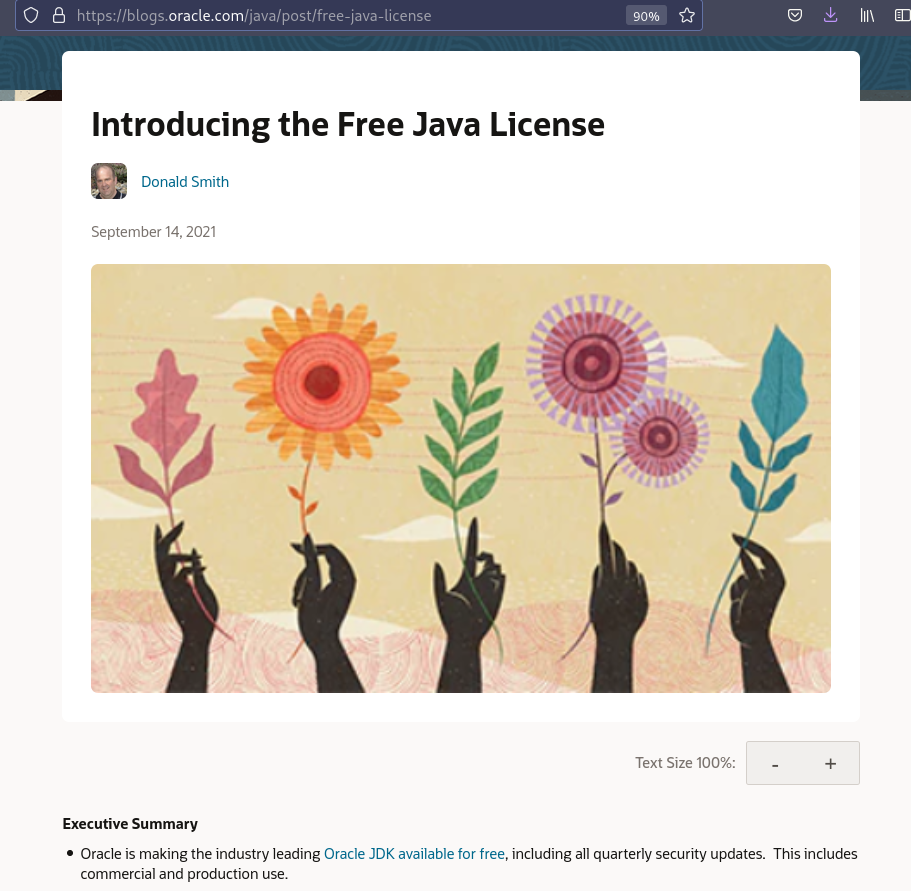 https://blogs.oracle.com/java/post/free-java-license
90%
Introducing the Free Java License
Donald Smith
September 14, 2021
Text Size 100%:
-
+
Executive Summary
• Oracle is making the industry leading Oracle JDK available for free, including all quarterly security updates.  This includes
commercial and production use.